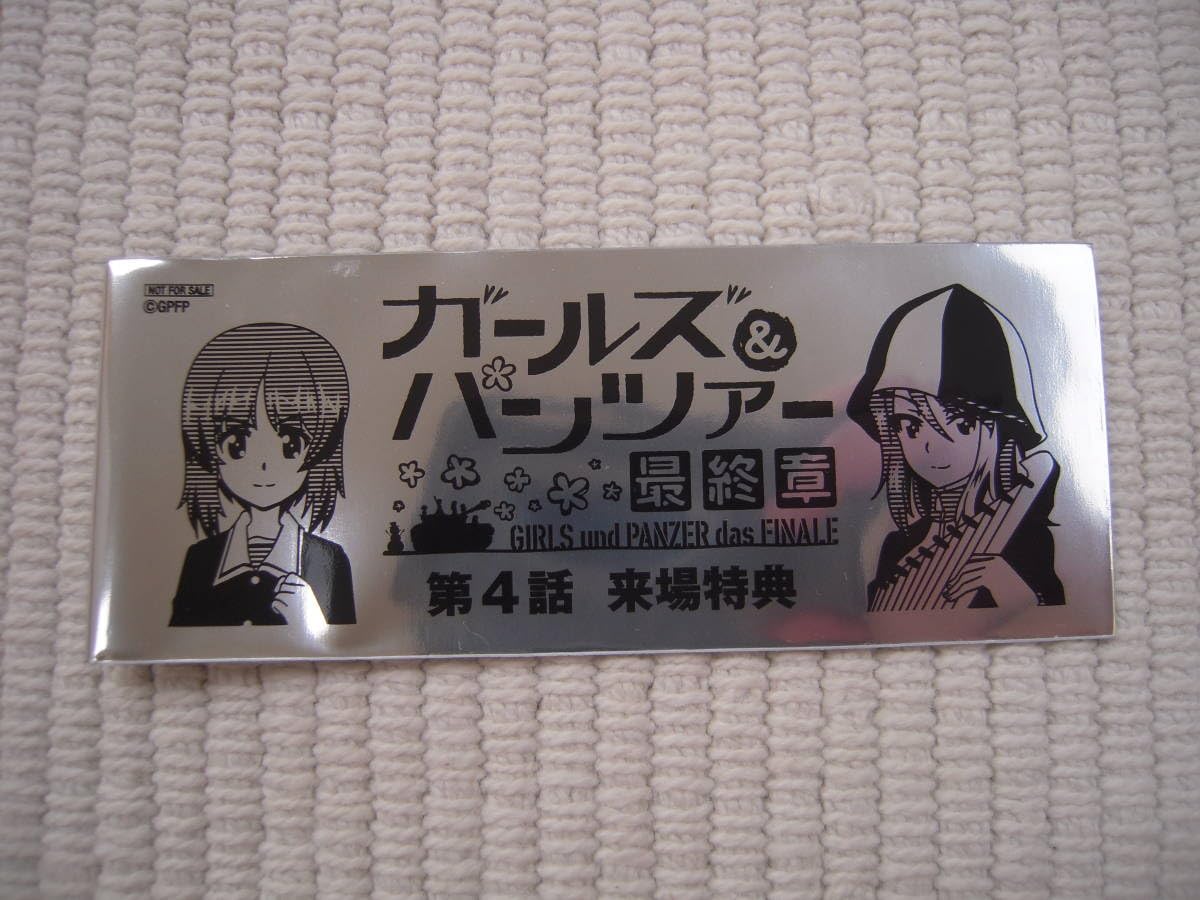 NOT FOR SALE
©GPFP
ガールズ&
パンツァー
最終章
GIRLS und PANZER das FINALE
第4話 来場特典